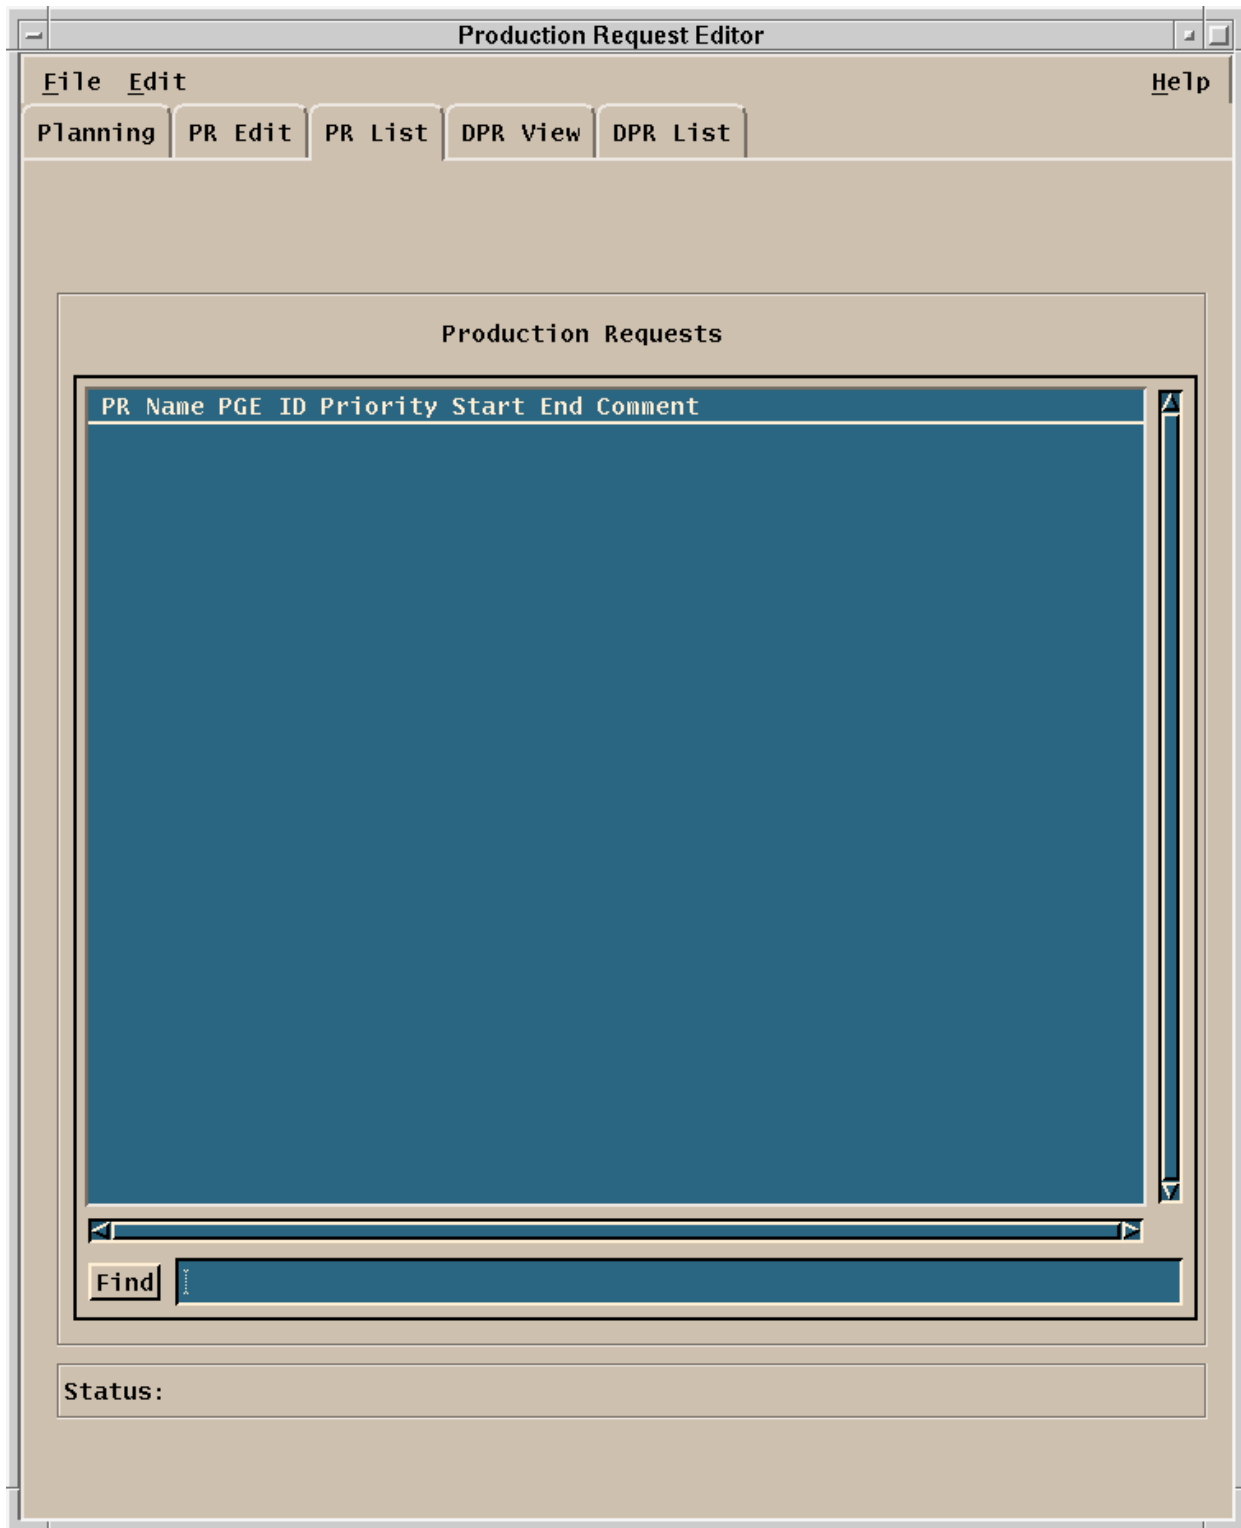 Production Request Editor
File Edit Help
Planning PR Edit PR List DPR View DPR List
Production Requests
PR Name PGE ID Priority Start End Comment
Find
Status: